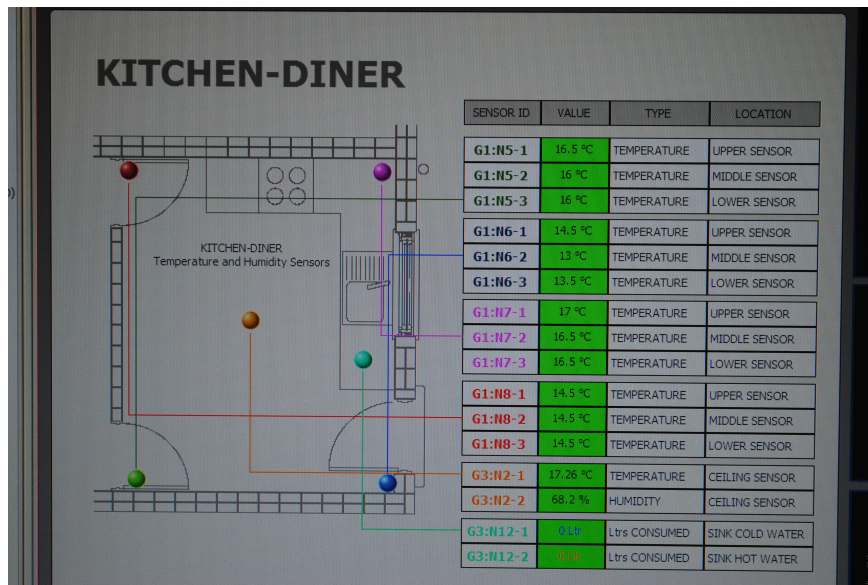 KITCHEN-DINER
SENSOR ID VALUE TYPE LOCATION
G1:N5-1 16.5 °C TEMPERATURE UPPER SENSOR
G1:N5-2 16 °C TEMPERATURE MIDDLE SENSOR
G1:N5-3 16 °C TEMPERATURE LOWER SENSOR
G1:N6-1 14.5 °C TEMPERATURE UPPER SENSOR
G1:N6-2 13 °C TEMPERATURE MIDDLE SENSOR
G1:N6-3 13.5 °C TEMPERATURE LOWER SENSOR
G1:N7-1 17 °C TEMPERATURE UPPER SENSOR
G1:N7-2 16.5 °C TEMPERATURE MIDDLE SENSOR
G1:N7-3 16.5 °C TEMPERATURE LOWER SENSOR
G1:N8-1 14.5 °C TEMPERATURE UPPER SENSOR
G1:N8-2 14.5 °C TEMPERATURE MIDDLE SENSOR
G1:N8-3 14.5 °C TEMPERATURE LOWER SENSOR
G3:N2-1 17.26 °C TEMPERATURE CEILING SENSOR
G3:N2-2 68.2 % HUMIDITY CEILING SENSOR
G3:N12-1 0 Ltr Ltrs CONSUMED SINK COLD WATER
G3:N12-2 Ltrs CONSUMED SINK HOT WATER
KITCHEN-DINER
Temperature and Humidity Sensors